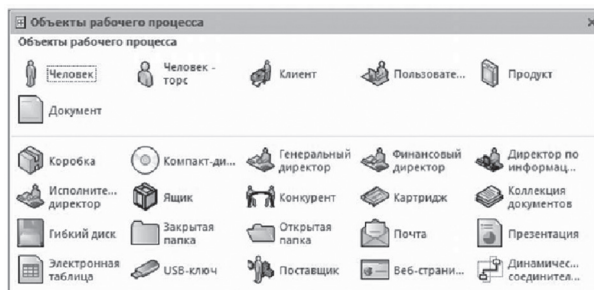 Объекты рабочего процесса
Объекты рабочего процесса
Человек
Человек - торс
Клиент
Пользовате...
Продукт
Документ
Коробка
Компакт-ди...
Генеральный директор
Финансовый директор
Директор по информац...
Исполните... директор
Ящик
Конкурент
Картридж
Коллекция документов
Гибкий диск
Закрытая папка
Открытая папка
Почта
Презентация
Электронная таблица
USB-ключ
Поставщик
Веб-страни...
Динамичес... соединител...